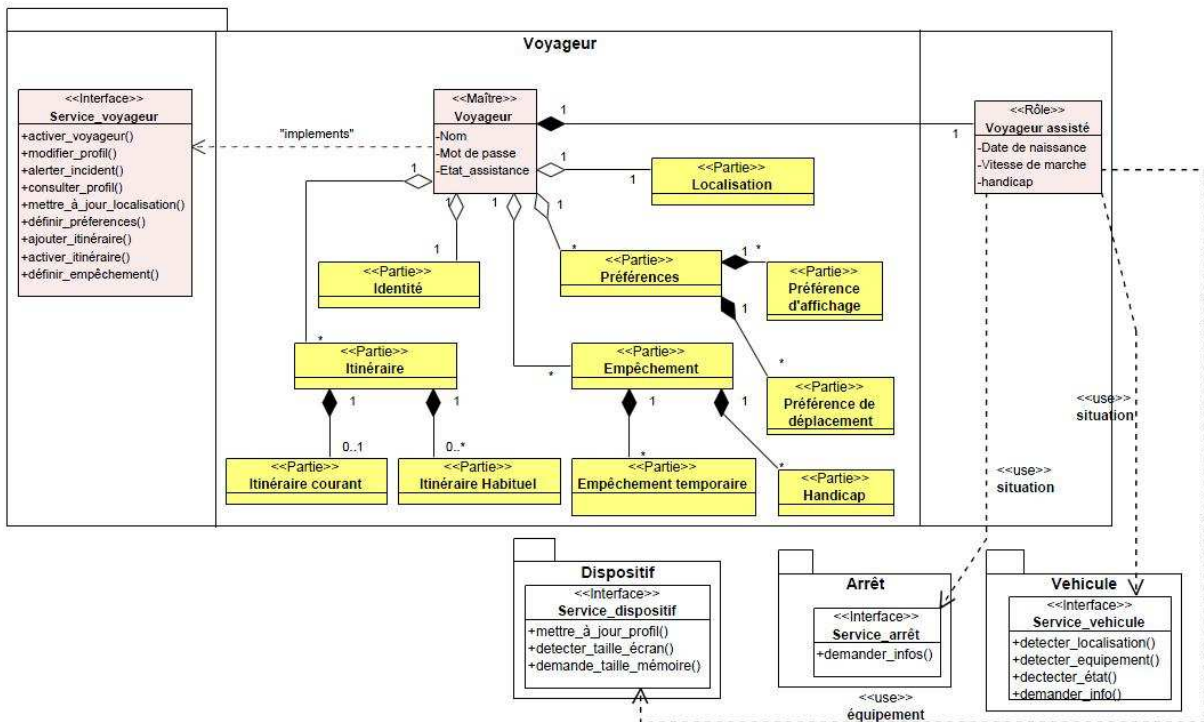 Voyageur
<<Interface>>
Service_voyageur
+activer_voyageur()
+modifier_profil()
+alerter_incident()
+consulter_profil()
+mettre_à_jour_localisation()
+définir_préferences()
+ajouter_itinéraire()
+activer_itinéraire()
+définir_empêchement()
"implements"
<<Maître>>
Voyageur
-Nom
-Mot de passe
-Etat_assistance
1
1
<<Rôle>>
Voyageur assisté
-Date de naissance
-Vitesse de marche
-handicap
1
1
<<Partie>>
Localisation
1
1
1
1
1
<<Partie>>
Identité
*
<<Partie>>
Préférences
1
*
<<Partie>>
Préférence
d'affichage
1
*
<<Partie>>
Préférence de
déplacement
*
<<Partie>>
Itinéraire
*
<<Partie>>
Empêchement
1
1
1
1
0..1
0..*
*
*
<<Partie>>
Itinéraire courant
<<Partie>>
Itinéraire Habituel
<<Partie>>
Empêchement temporaire
<<Partie>>
Handicap
<<use>>
situation
<<use>>
situation
Dispositif
<<Interface>>
Service_dispositif
+mettre_à_jour_profil()
+detecter_taille_écran()
+demande_taille_mémoire()
Arrêt
<<Interface>>
Service_arrêt
+demander_infos()
Vehicule
<<Interface>>
Service_vehicule
+detecter_localisation()
+detecter_equipement()
+dectecter_état()
+demander_info()
<<use>>
équipement